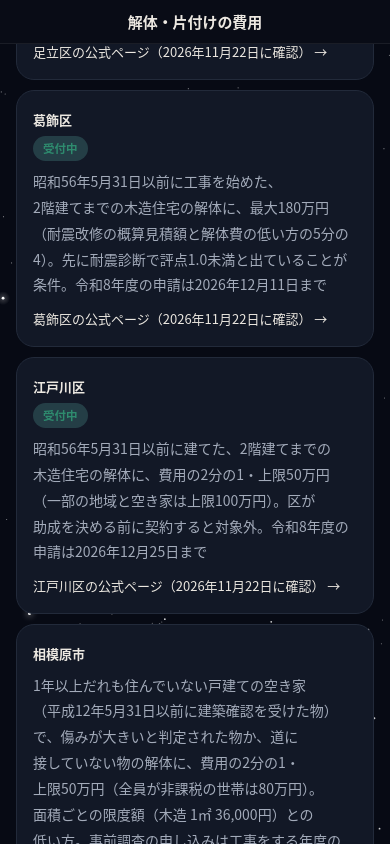 解体・片付けの費用
足立区の公式ページ（2026年11月22日に確認） →
葛飾区
受付中
昭和56年5月31日以前に工事を始めた、
2階建てまでの木造住宅の解体に、最大180万円
（耐震改修の概算見積額と解体費の低い方の5分の
4）。先に耐震診断で評点1.0未満と出ていることが
条件。令和8年度の申請は2026年12月11日まで
葛飾区の公式ページ（2026年11月22日に確認） →
江戸川区
受付中
昭和56年5月31日以前に建てた、2階建てまでの
木造住宅の解体に、費用の2分の1・上限50万円
（一部の地域と空き家は上限100万円）。区が
助成を決める前に契約すると対象外。令和8年度の
申請は2026年12月25日まで
江戸川区の公式ページ（2026年11月22日に確認） →
相模原市
1年以上だれも住んでいない戸建ての空き家
（平成12年5月31日以前に建築確認を受けた物）
で、傷みが大きいと判定された物か、道に
接していない物の解体に、費用の2分の1・
上限50万円（全員が非課税の世帯は80万円）。
面積ごとの限度額（木造 1㎡ 36,000円）との
低い方。事前調査の申し込みは工事をする年度の